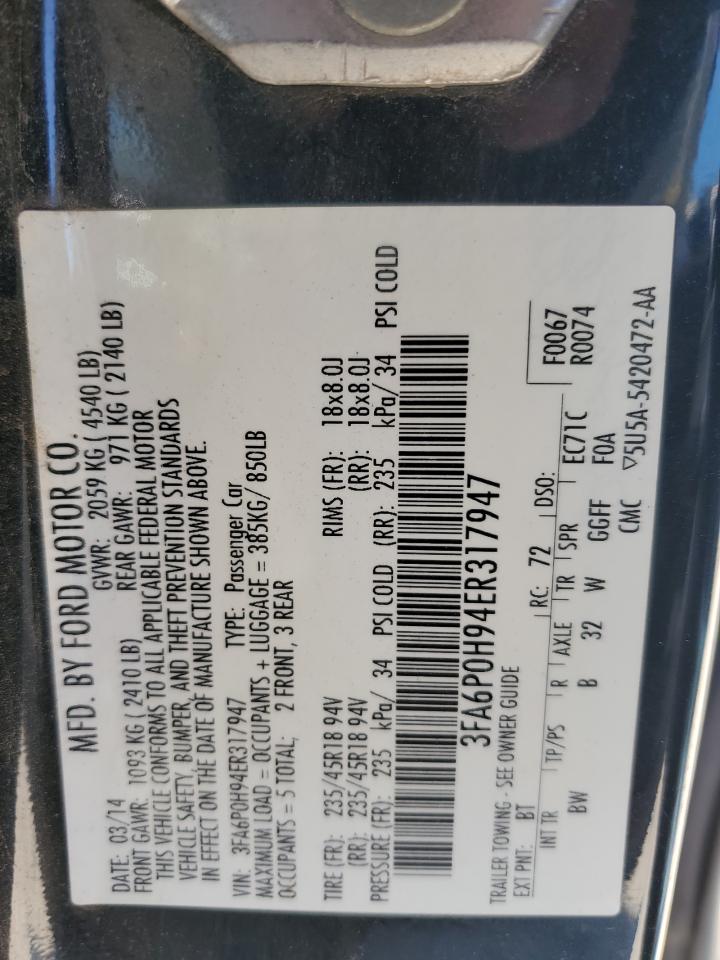 MFD. BY FORD MOTOR CO.
DATE: 03/14 GVWR: 2059 KG ( 4540 LB)
FRONT GAWR: 1093 KG ( 2410 LB) REAR GAWR: 971 KG ( 2140 LB)
THIS VEHICLE CONFORMS TO ALL APPLICABLE FEDERAL MOTOR
VEHICLE SAFETY, BUMPER, AND THEFT PREVENTION STANDARDS
IN EFFECT ON THE DATE OF MANUFACTURE SHOWN ABOVE.
VIN: 3FA6P0H94ER317947 TYPE: Passenger Car
MAXIMUM LOAD = OCCUPANTS + LUGGAGE = 385KG/ 850LB
OCCUPANTS = 5 TOTAL; 2 FRONT, 3 REAR
TIRE (FR): 235/45R18 94V RIMS (FR): 18x8.0J
(RR): 235/45R18 94V (RR): 18x8.0J
PRESSURE (FR): 235 kPa/ 34 PSI COLD (RR): 235 kPa/ 34 PSI COLD
3FA6P0H94ER317947
TRAILER TOWING - SEE OWNER GUIDE
EXT PNT: BT RC: 72 DSO: F0067
R0074
INT TR TP/PS R AXLE TR SPR EC71C
BW B 32 W GGFF F0A
CMC ▽5U5A-5420472-AA